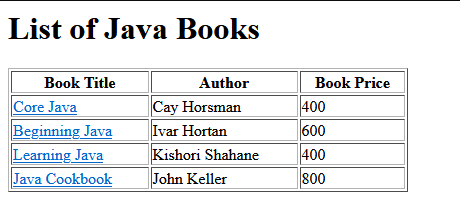 List of Java Books
Book Title Author Book Price
Core Java Cay Horsman 400
Beginning Java Ivar Hortan 600
Learning Java Kishori Shahane 400
Java Cookbook John Keller 800